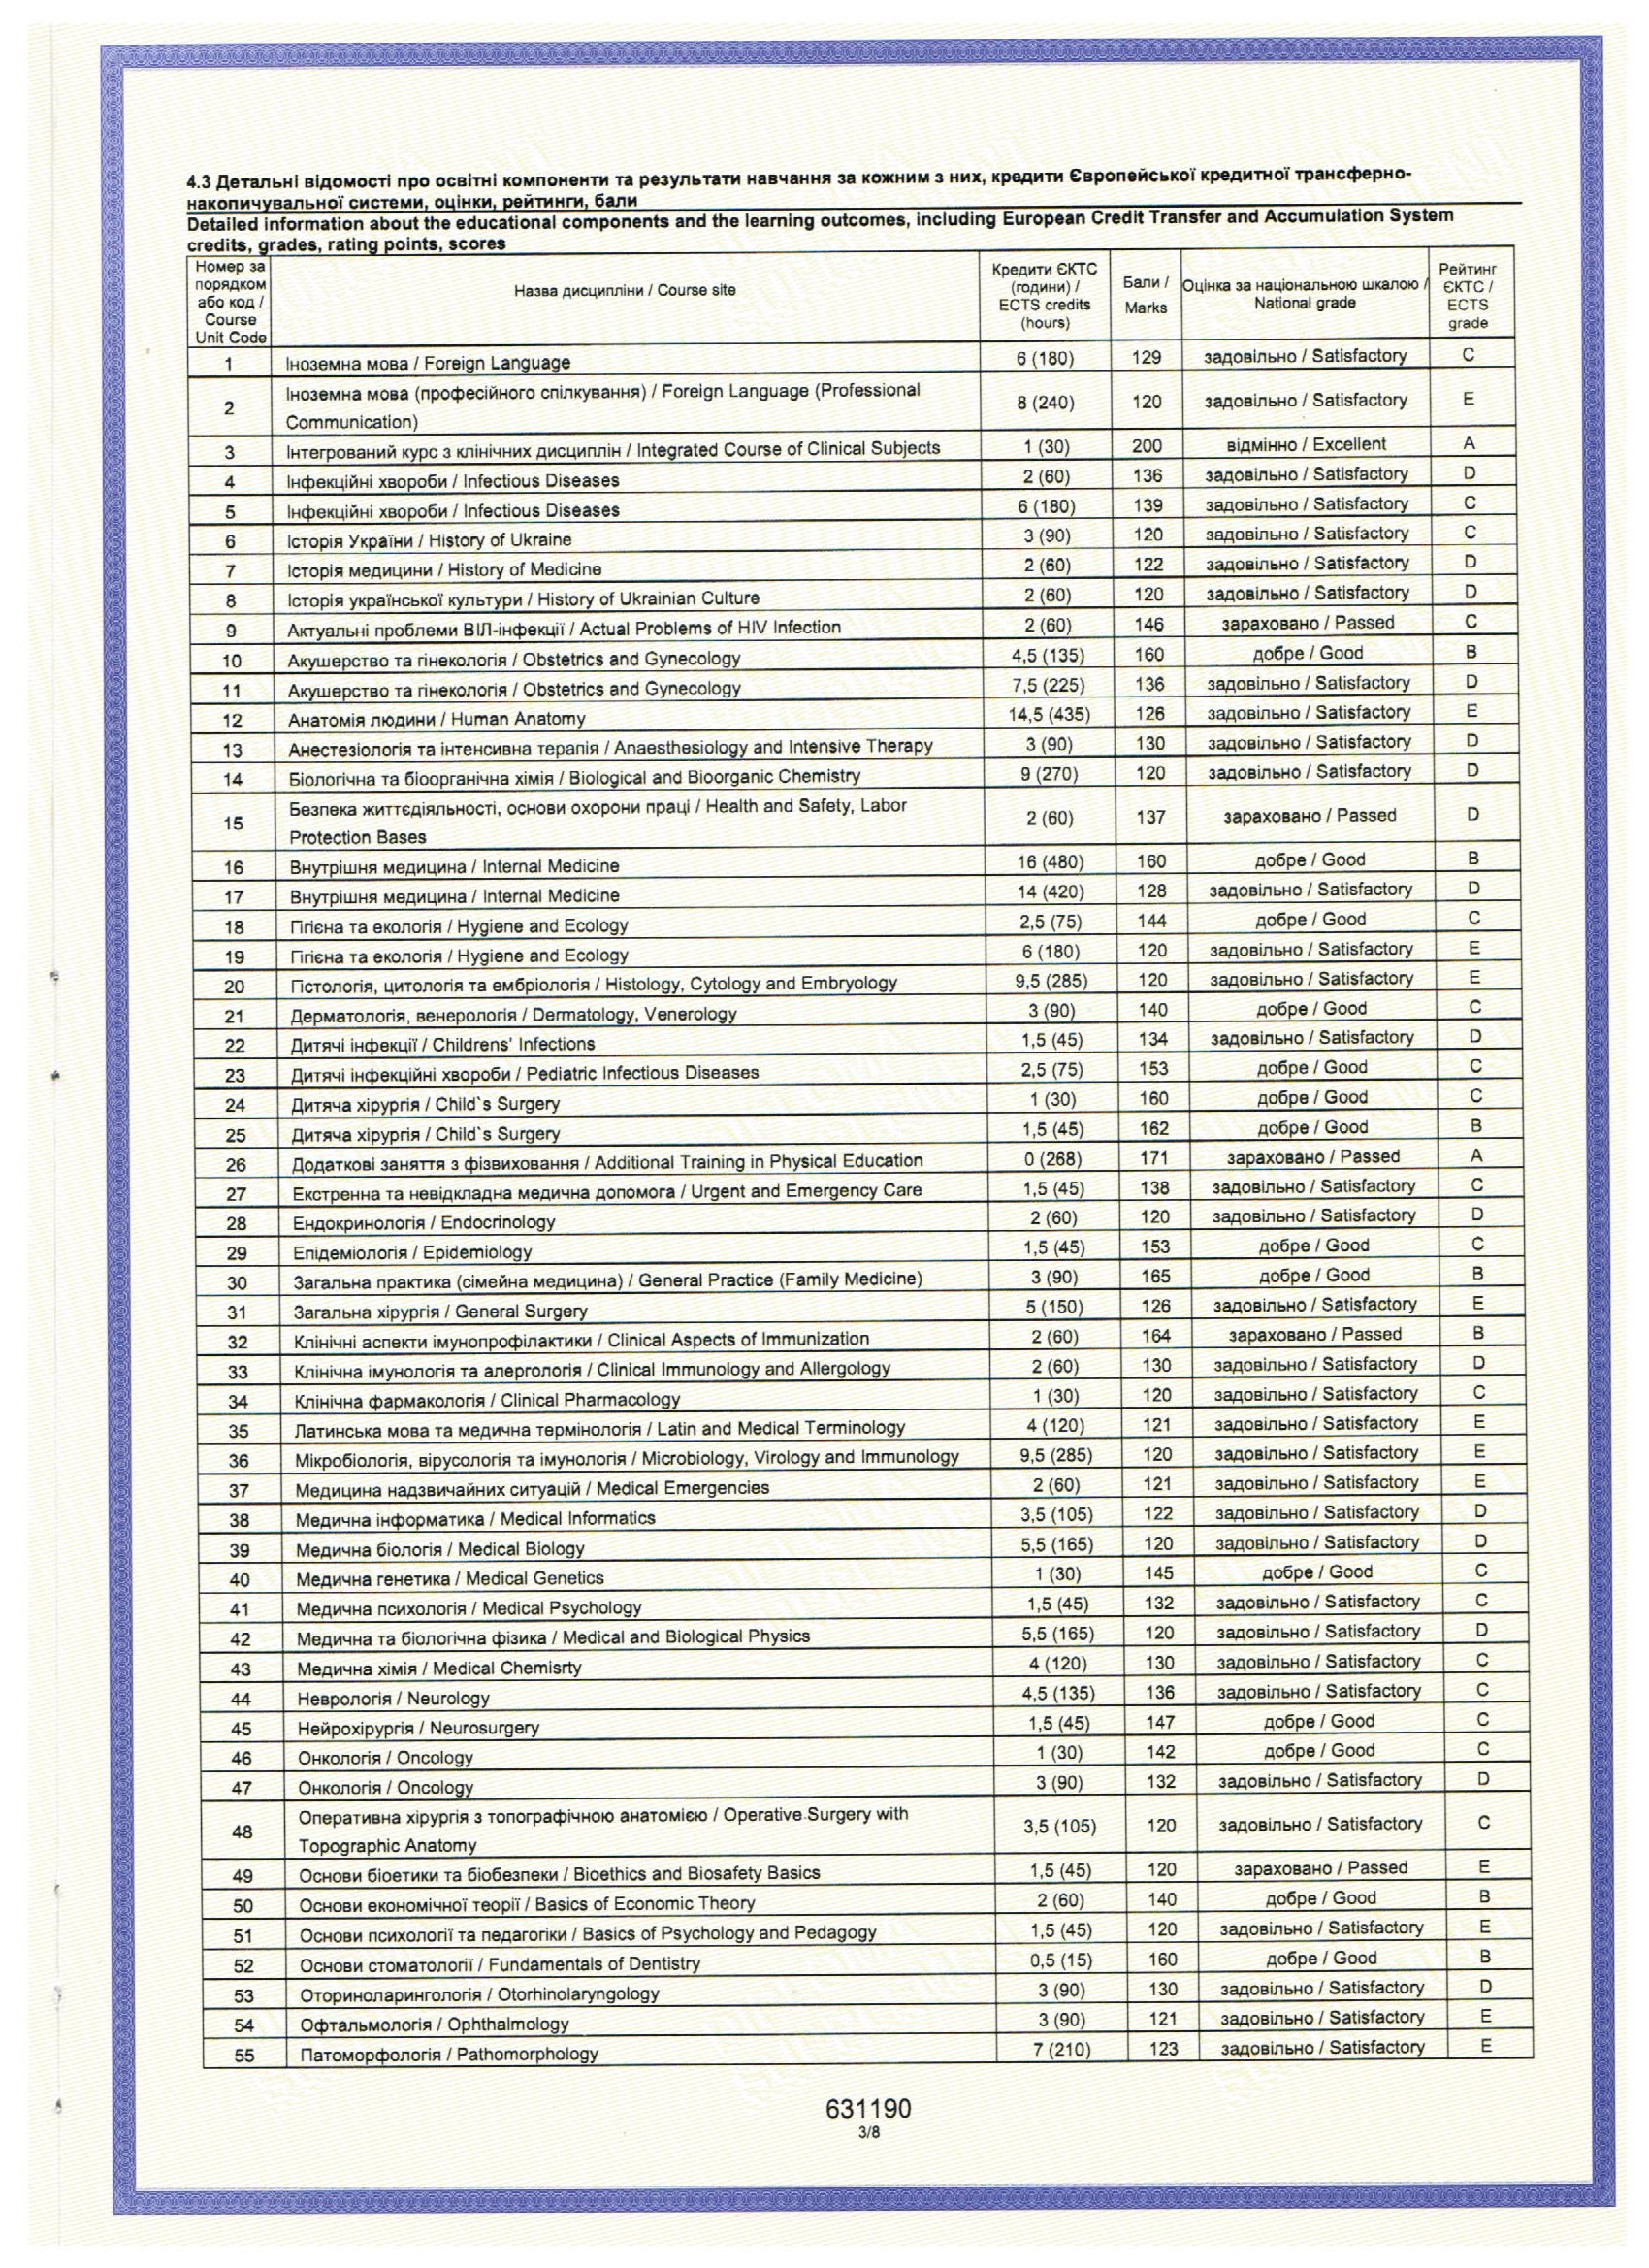 4.3 Детальні відомості про освітні компоненти та результати навчання за кожним з них, кредити Європейської кредитної трансферно-
накопичувальної системи, оцінки, рейтинги, бали
Detailed information about the educational components and the learning outcomes, including European Credit Transfer and Accumulation System
credits, grades, rating points, scores
Номер за порядком або код / Course Unit Code Назва дисципліни / Course site Кредити ЄКТС (години) / ECTS credits (hours) Бали / Marks Оцінка за національною шкалою / National grade Рейтинг ЄКТС / ECTS grade
1 Іноземна мова / Foreign Language 6 (180) 129 задовільно / Satisfactory C
2 Іноземна мова (професійного спілкування) / Foreign Language (Professional
Communication) 8 (240) 120 задовільно / Satisfactory E
3 Інтегрований курс з клінічних дисциплін / Integrated Course of Clinical Subjects 1 (30) 200 відмінно / Excellent A
4 Інфекційні хвороби / Infectious Diseases 2 (60) 136 задовільно / Satisfactory D
5 Інфекційні хвороби / Infectious Diseases 6 (180) 139 задовільно / Satisfactory C
6 Історія України / History of Ukraine 3 (90) 120 задовільно / Satisfactory C
7 Історія медицини / History of Medicine 2 (60) 122 задовільно / Satisfactory D
8 Історія української культури / History of Ukrainian Culture 2 (60) 120 задовільно / Satisfactory D
9 Актуальні проблеми ВІЛ-інфекції / Actual Problems of HIV Infection 2 (60) 146 зараховано / Passed C
10 Акушерство та гінекологія / Obstetrics and Gynecology 4,5 (135) 160 добре / Good B
11 Акушерство та гінекологія / Obstetrics and Gynecology 7,5 (225) 136 задовільно / Satisfactory D
12 Анатомія людини / Human Anatomy 14,5 (435) 126 задовільно / Satisfactory E
13 Анестезіологія та інтенсивна терапія / Anaesthesiology and Intensive Therapy 3 (90) 130 задовільно / Satisfactory D
14 Біологічна та біоорганічна хімія / Biological and Bioorganic Chemistry 9 (270) 120 задовільно / Satisfactory D
15 Безпека життєдіяльності, основи охорони праці / Health and Safety, Labor
Protection Bases 2 (60) 137 зараховано / Passed D
16 Внутрішня медицина / Internal Medicine 16 (480) 160 добре / Good B
17 Внутрішня медицина / Internal Medicine 14 (420) 128 задовільно / Satisfactory D
18 Гігієна та екологія / Hygiene and Ecology 2,5 (75) 144 добре / Good C
19 Гігієна та екологія / Hygiene and Ecology 6 (180) 120 задовільно / Satisfactory E
20 Гістологія, цитологія та ембріологія / Histology, Cytology and Embryology 9,5 (285) 120 задовільно / Satisfactory E
21 Дерматологія, венерологія / Dermatology, Venerology 3 (90) 140 добре / Good C
22 Дитячі інфекції / Childrens' Infections 1,5 (45) 134 задовільно / Satisfactory D
23 Дитячі інфекційні хвороби / Pediatric Infectious Diseases 2,5 (75) 153 добре / Good C
24 Дитяча хірургія / Child`s Surgery 1 (30) 160 добре / Good C
25 Дитяча хірургія / Child`s Surgery 1,5 (45) 162 добре / Good B
26 Додаткові заняття з фізвиховання / Additional Training in Physical Education 0 (268) 171 зараховано / Passed A
27 Екстренна та невідкладна медична допомога / Urgent and Emergency Care 1,5 (45) 138 задовільно / Satisfactory C
28 Ендокринологія / Endocrinology 2 (60) 120 задовільно / Satisfactory D
29 Епідеміологія / Epidemiology 1,5 (45) 153 добре / Good C
30 Загальна практика (сімейна медицина) / General Practice (Family Medicine) 3 (90) 165 добре / Good B
31 Загальна хірургія / General Surgery 5 (150) 126 задовільно / Satisfactory E
32 Клінічні аспекти імунопрофілактики / Clinical Aspects of Immunization 2 (60) 164 зараховано / Passed B
33 Клінічна імунологія та алергологія / Clinical Immunology and Allergology 2 (60) 130 задовільно / Satisfactory D
34 Клінічна фармакологія / Clinical Pharmacology 1 (30) 120 задовільно / Satisfactory C
35 Латинська мова та медична термінологія / Latin and Medical Terminology 4 (120) 121 задовільно / Satisfactory E
36 Мікробіологія, вірусологія та імунологія / Microbiology, Virology and Immunology 9,5 (285) 120 задовільно / Satisfactory E
37 Медицина надзвичайних ситуацій / Medical Emergencies 2 (60) 121 задовільно / Satisfactory E
38 Медична інформатика / Medical Informatics 3,5 (105) 122 задовільно / Satisfactory D
39 Медична біологія / Medical Biology 5,5 (165) 120 задовільно / Satisfactory D
40 Медична генетика / Medical Genetics 1 (30) 145 добре / Good C
41 Медична психологія / Medical Psychology 1,5 (45) 132 задовільно / Satisfactory C
42 Медична та біологічна фізика / Medical and Biological Physics 5,5 (165) 120 задовільно / Satisfactory D
43 Медична хімія / Medical Chemisrty 4 (120) 130 задовільно / Satisfactory C
44 Неврологія / Neurology 4,5 (135) 136 задовільно / Satisfactory C
45 Нейрохірургія / Neurosurgery 1,5 (45) 147 добре / Good C
46 Онкологія / Oncology 1 (30) 142 добре / Good C
47 Онкологія / Oncology 3 (90) 132 задовільно / Satisfactory D
48 Оперативна хірургія з топографічною анатомією / Operative Surgery with
Topographic Anatomy 3,5 (105) 120 задовільно / Satisfactory C
49 Основи біоетики та біобезпеки / Bioethics and Biosafety Basics 1,5 (45) 120 зараховано / Passed E
50 Основи економічної теорії / Basics of Economic Theory 2 (60) 140 добре / Good B
51 Основи психології та педагогіки / Basics of Psychology and Pedagogy 1,5 (45) 120 задовільно / Satisfactory E
52 Основи стоматології / Fundamentals of Dentistry 0,5 (15) 160 добре / Good B
53 Оториноларингологія / Otorhinolaryngology 3 (90) 130 задовільно / Satisfactory D
54 Офтальмологія / Ophthalmology 3 (90) 121 задовільно / Satisfactory E
55 Патоморфологія / Pathomorphology 7 (210) 123 задовільно / Satisfactory E
631190
3/8